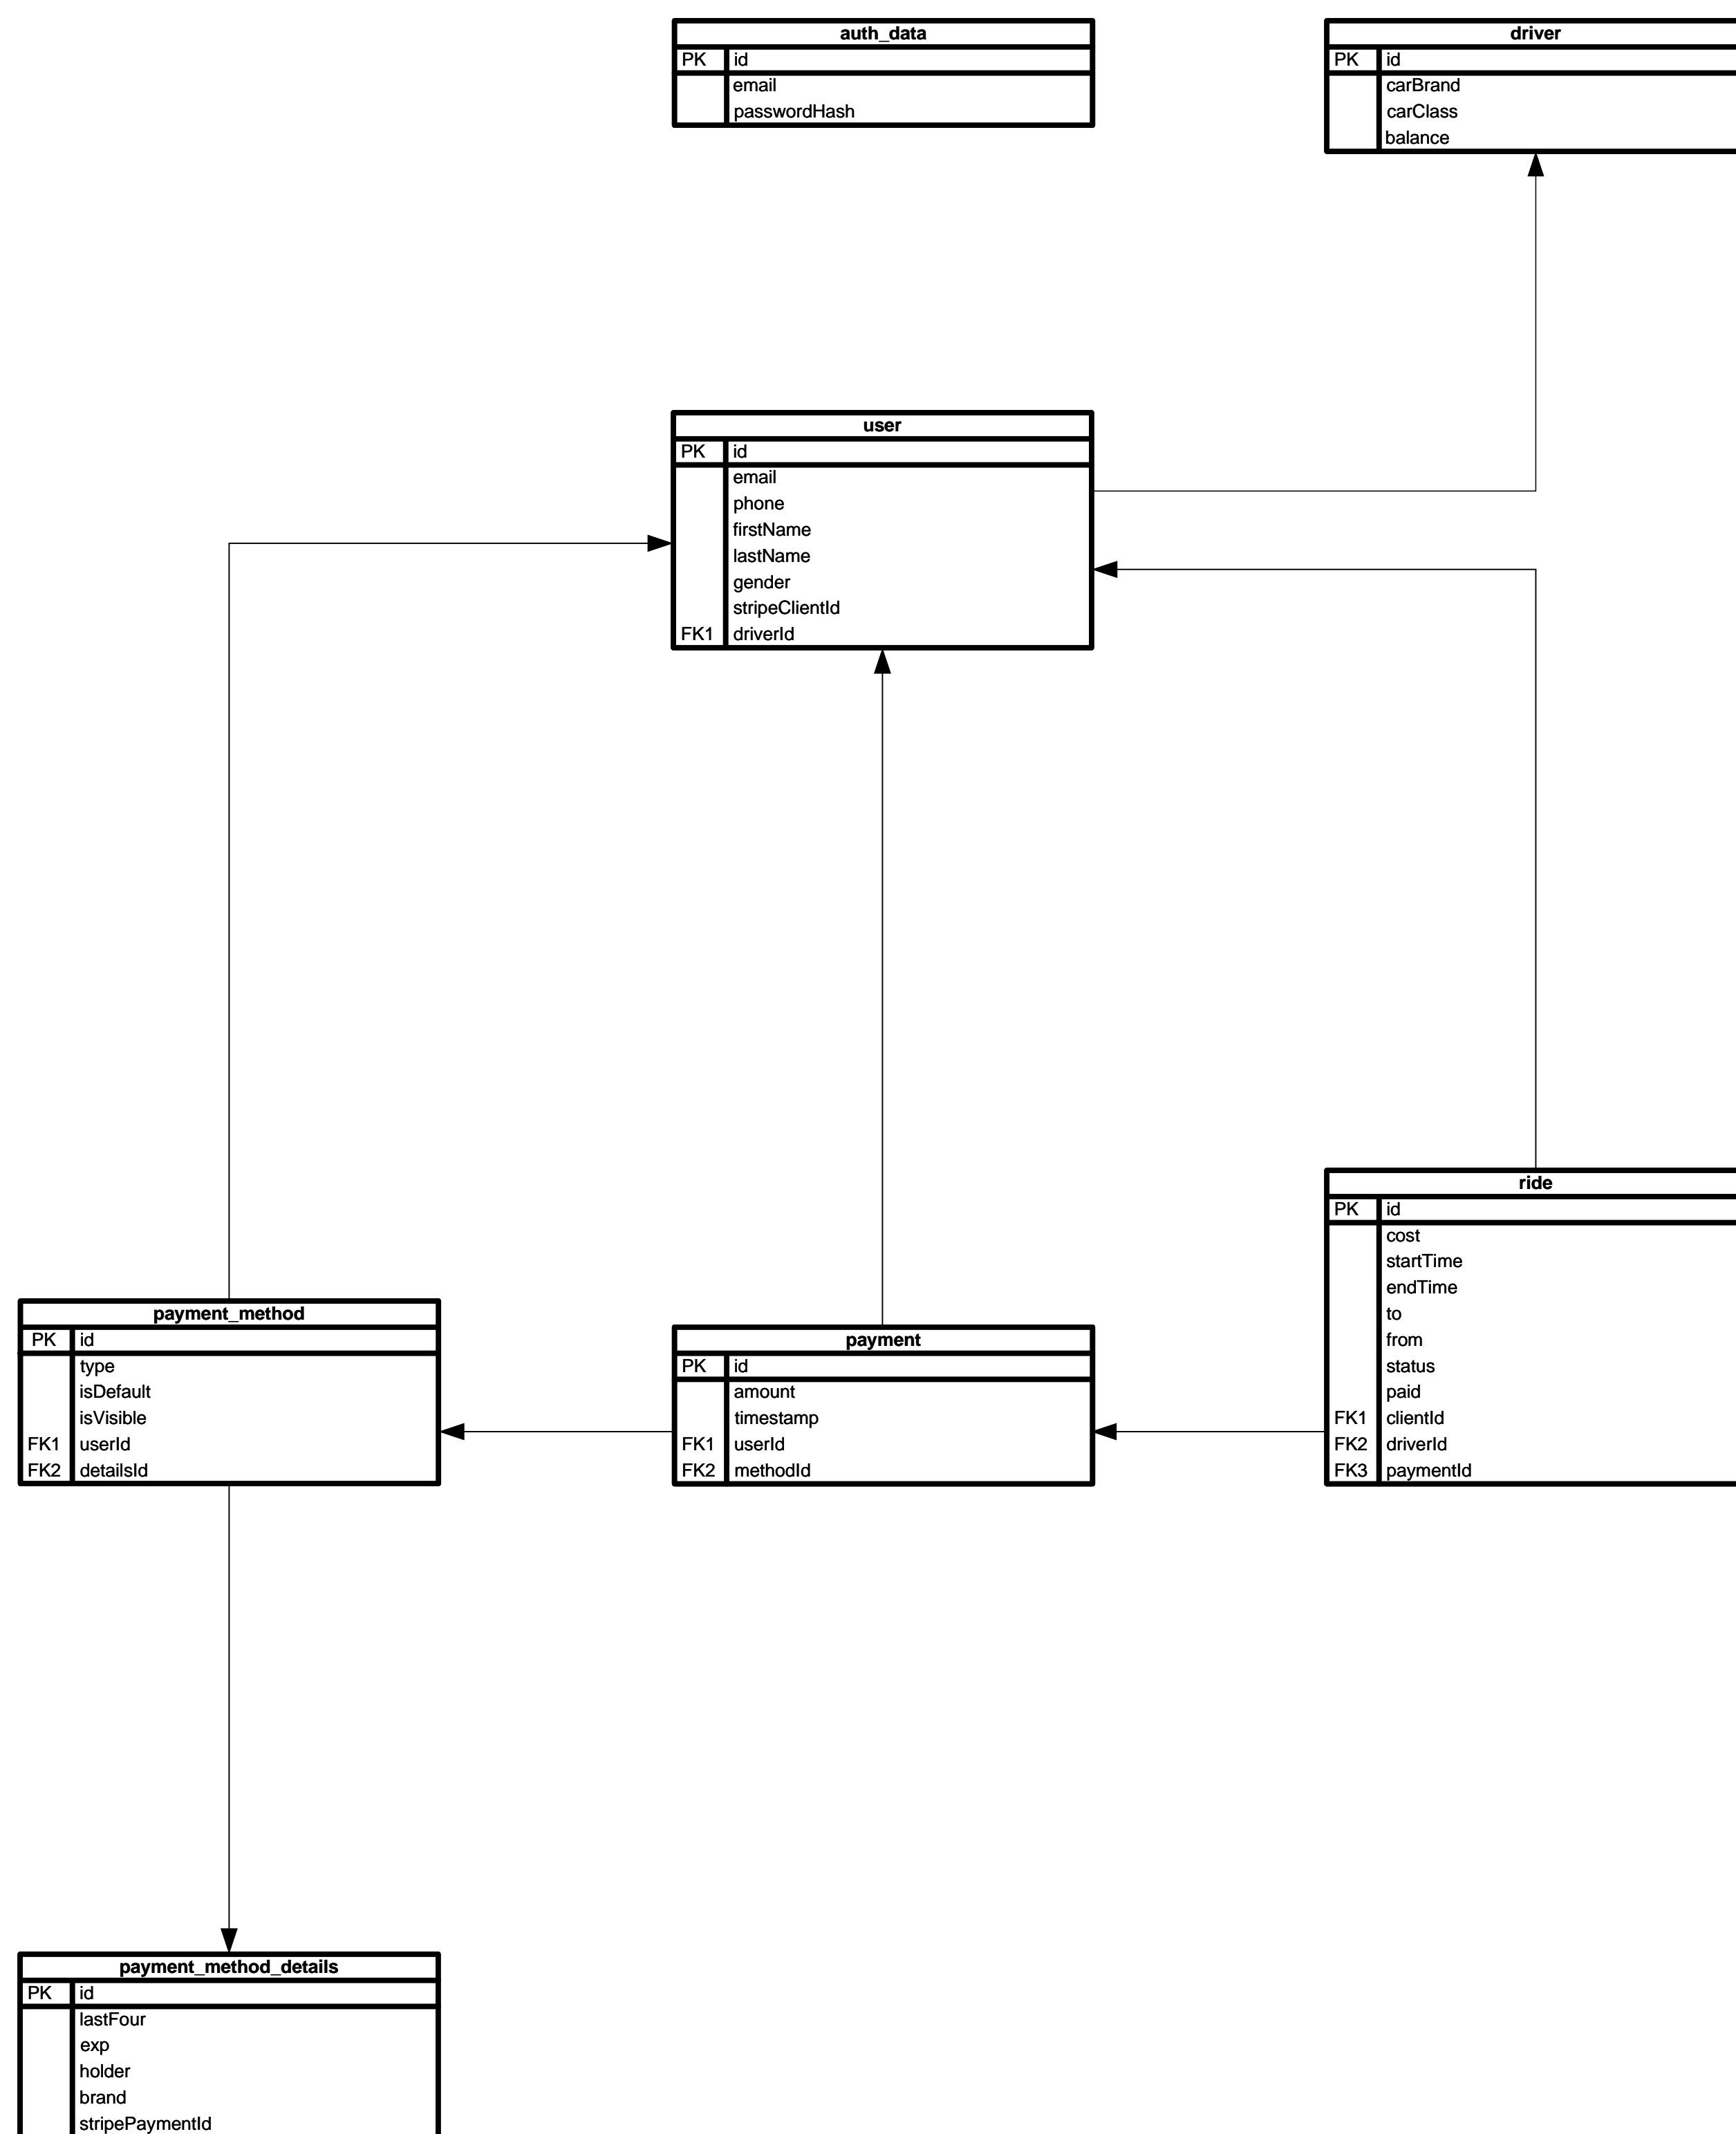 auth_data
PK id
email
passwordHash
driver
PK id
carBrand
carClass
balance
user
PK id
email
phone
firstName
lastName
gender
stripeClientId
FK1 driverId
ride
PK id
cost
startTime
endTime
to
from
status
paid
FK1 clientId
FK2 driverId
FK3 paymentId
payment_method
PK id
type
isDefault
isVisible
FK1 userId
FK2 detailsId
payment
PK id
amount
timestamp
FK1 userId
FK2 methodId
payment_method_details
PK id
lastFour
exp
holder
brand
stripePaymentId